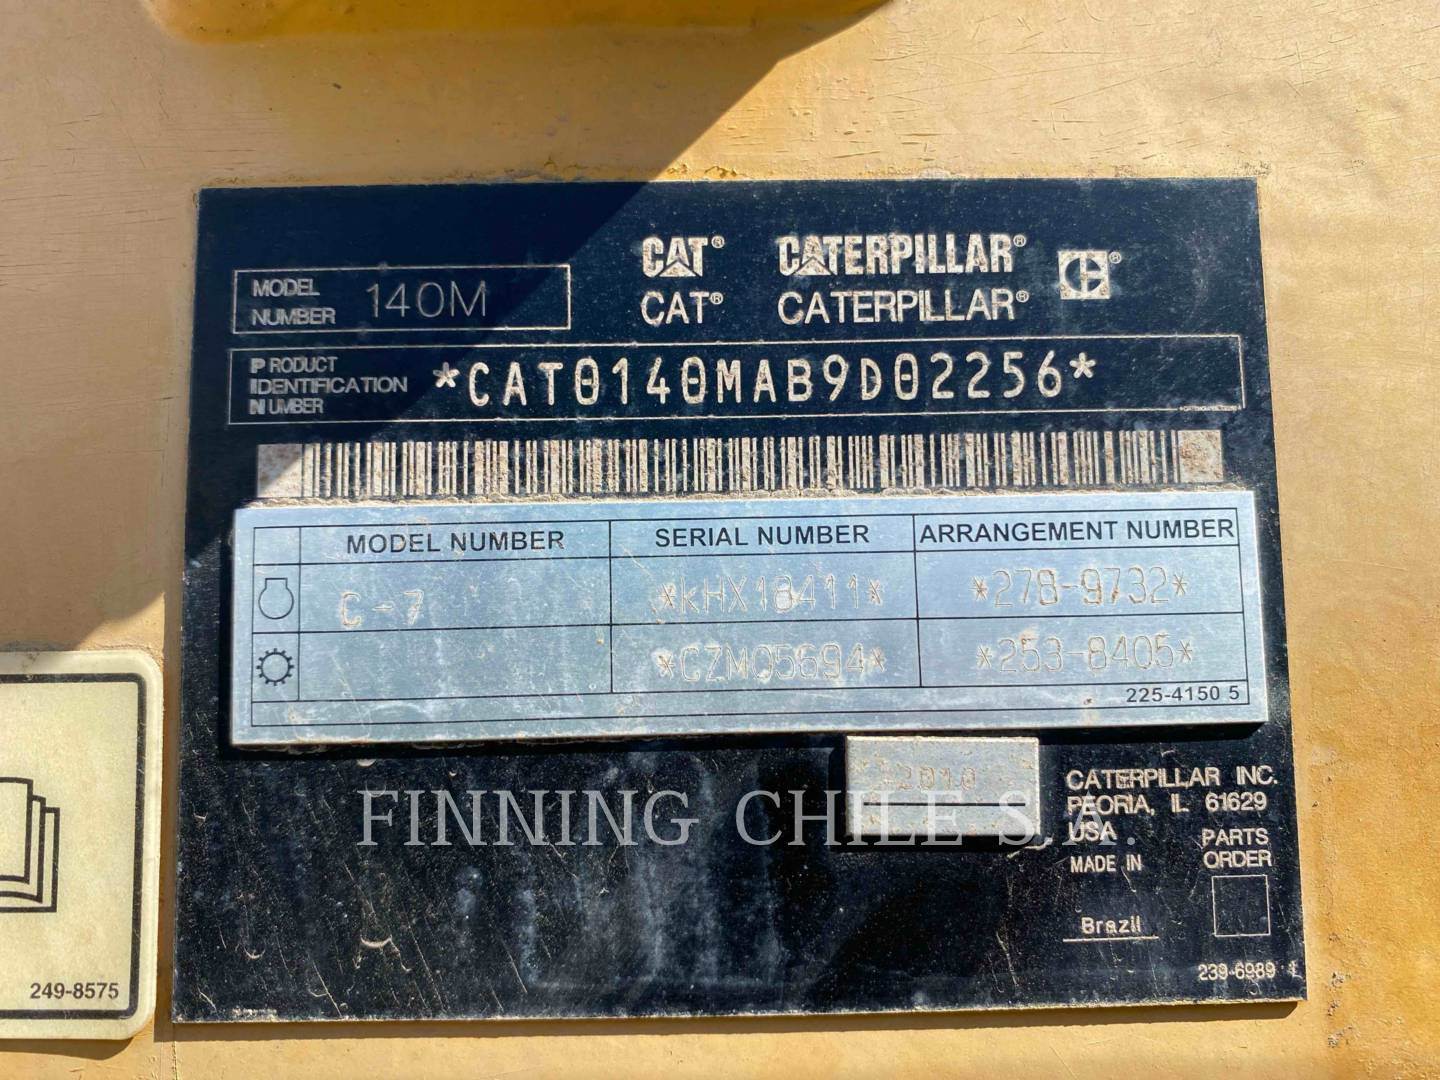 CAT® CATERPILLAR®
CAT® CATERPILLAR®
MODEL NUMBER 140M
PRODUCT IDENTIFICATION NUMBER *CAT0140MAB9D02256*
MODEL NUMBER SERIAL NUMBER ARRANGEMENT NUMBER
C-7 *KHX18411* *278-9732*
*CZM05694* *253-8405*
225-4150 5
2010
CATERPILLAR INC.
PEORIA, IL 61629
USA
PARTS ORDER
MADE IN
Brazil
239-6989 1
249-8575
FINNING CHILE S.A.